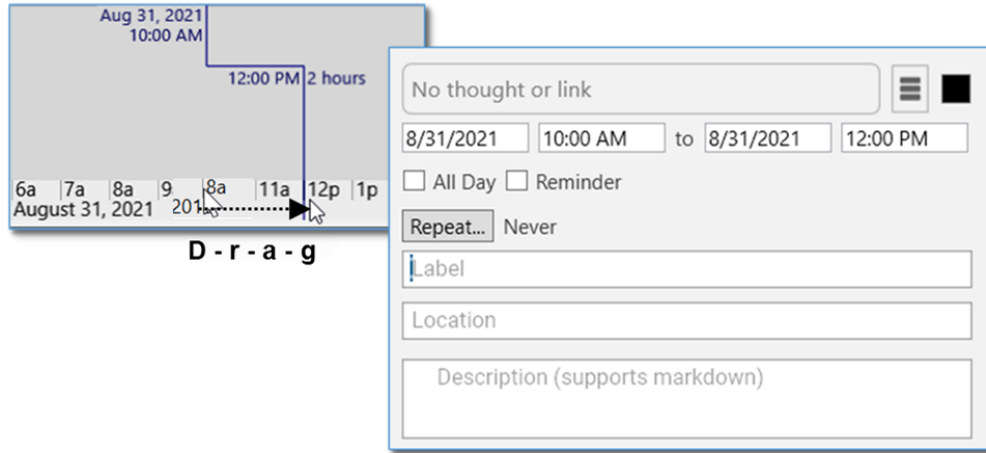 Aug 31, 2021
10:00 AM
12:00 PM 2 hours
6a 7a 8a 9 8a 11a 12p 1p
August 31, 2021 201
D - r - a - g
No thought or link
8/31/2021 10:00 AM to 8/31/2021 12:00 PM
All Day Reminder
Repeat... Never
Label
Location
Description (supports markdown)